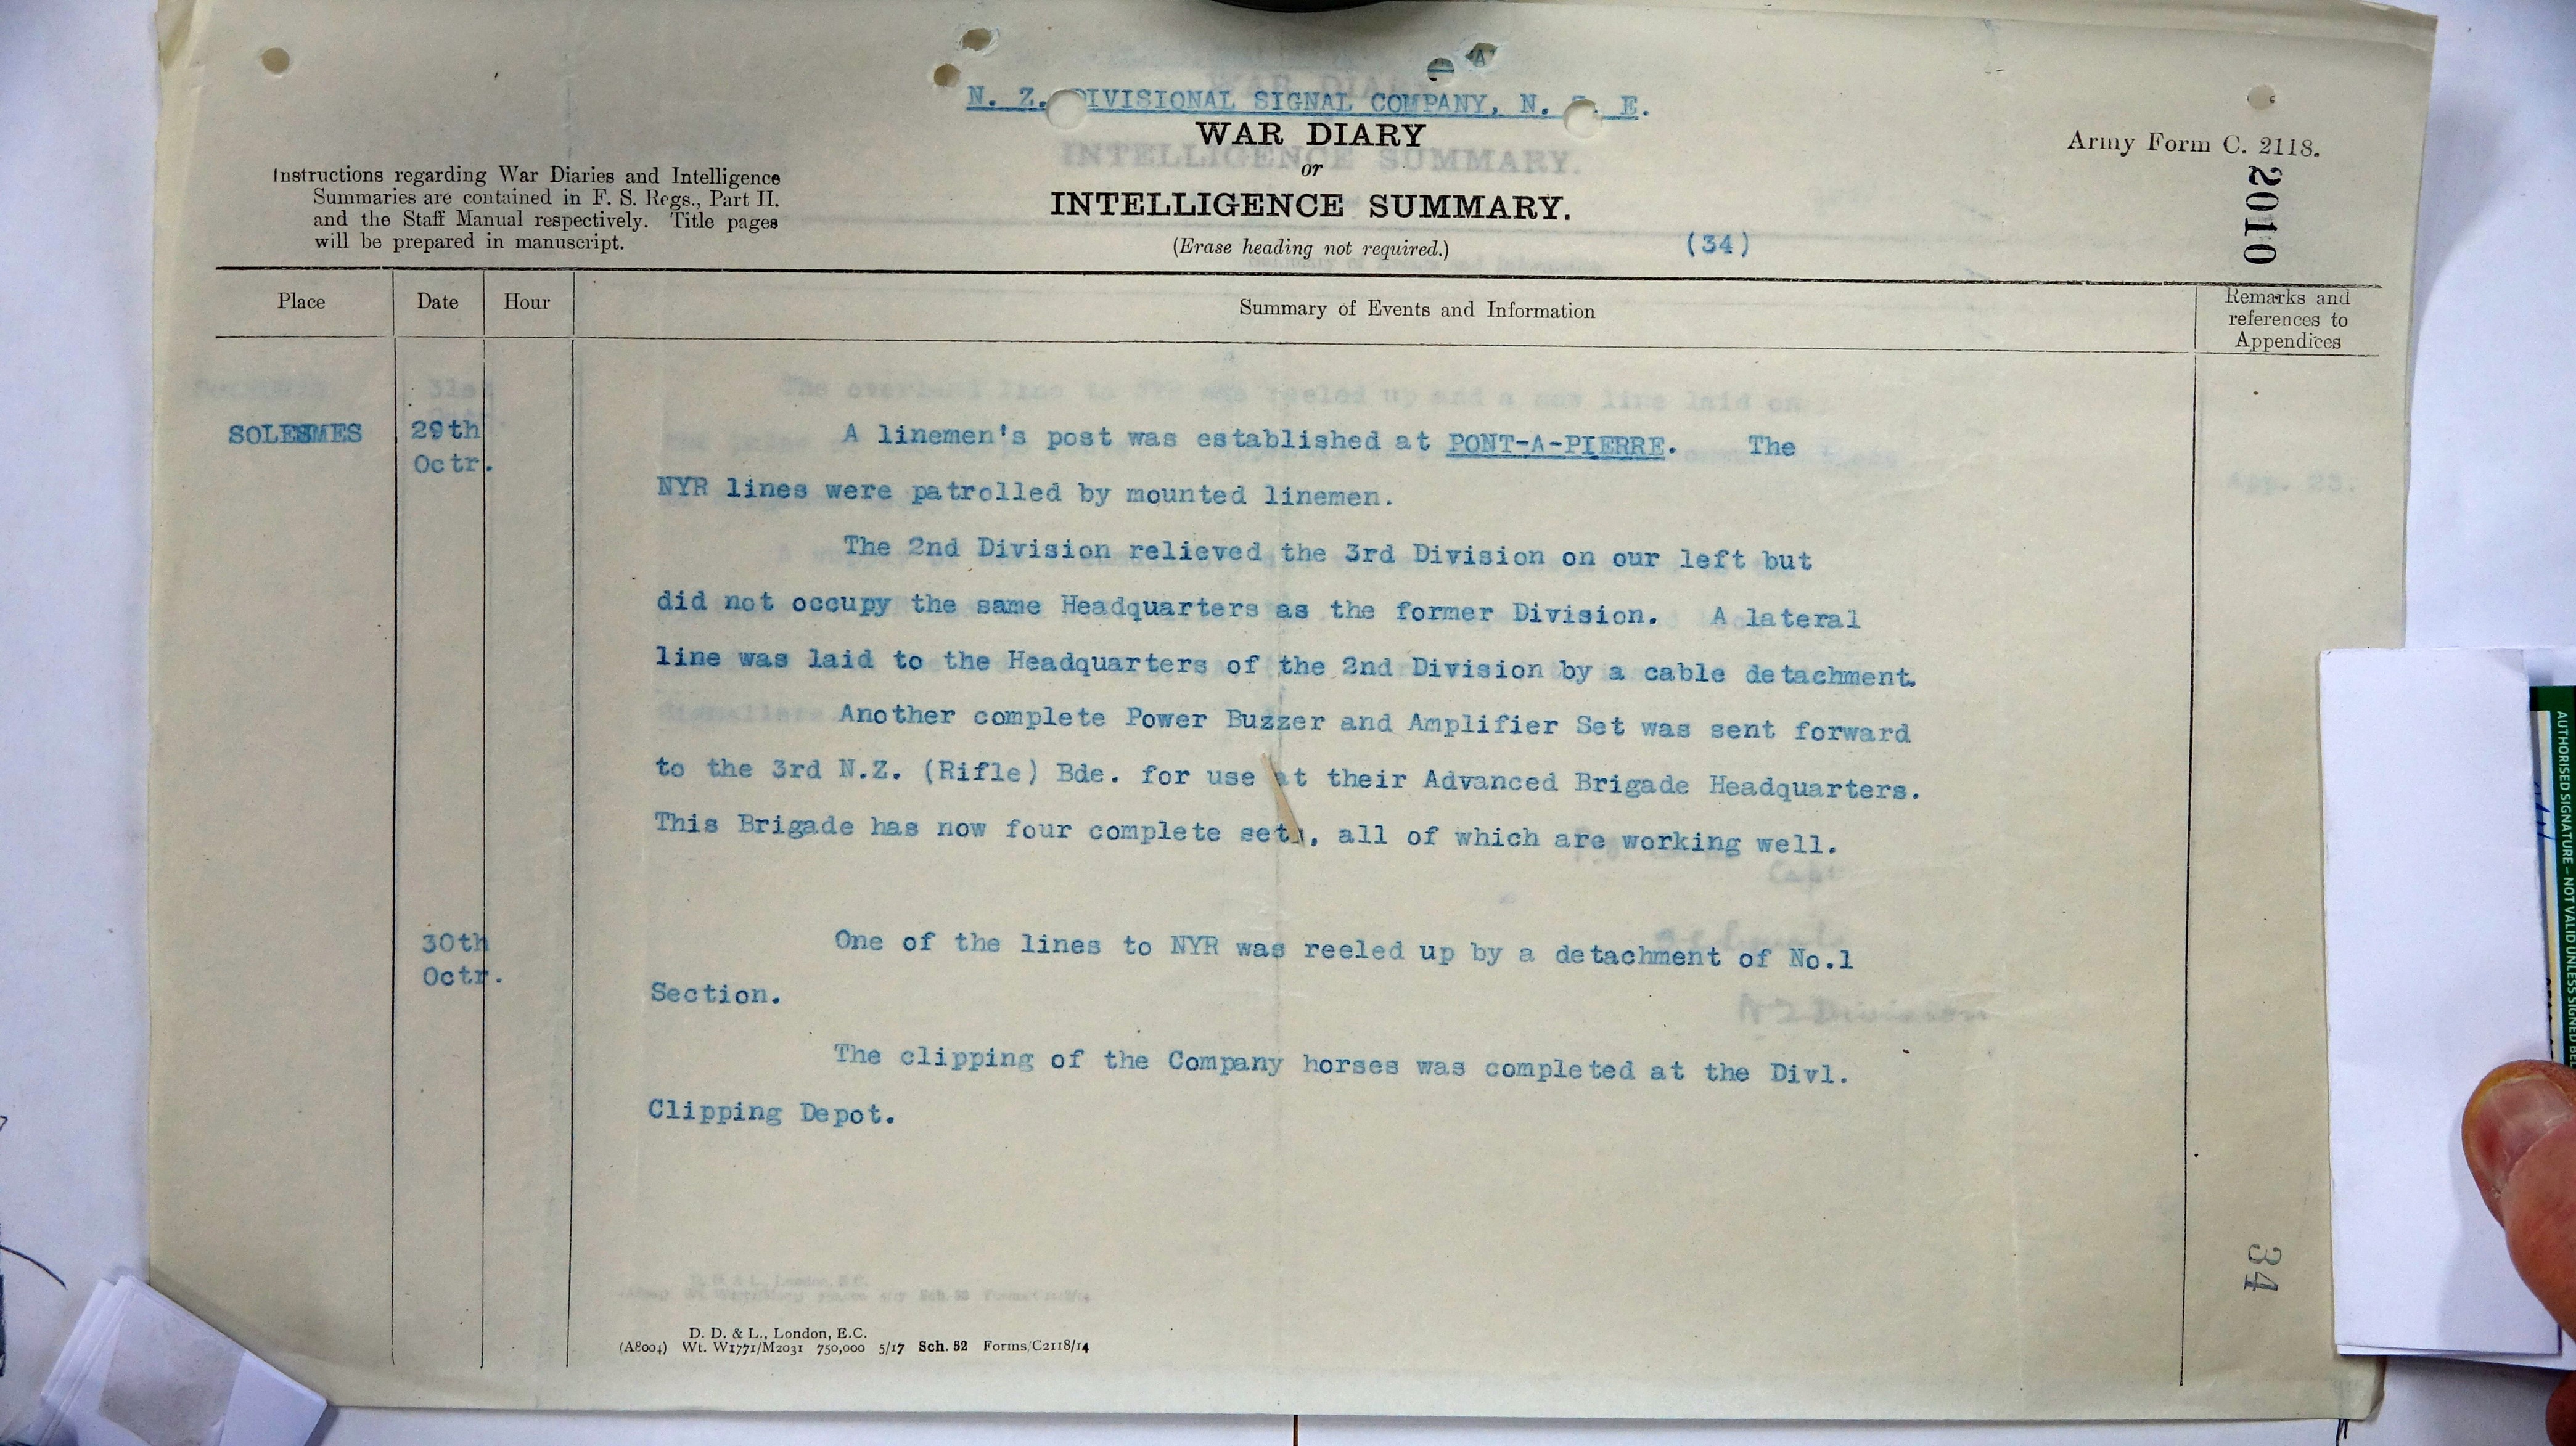 N. Z. DIVISIONAL SIGNAL COMPANY, N. Z. E.
WAR DIARY
or
INTELLIGENCE SUMMARY.
(Erase heading not required.)
(34)
Army Form C. 2118.
2010
Instructions regarding War Diaries and Intelligence
Summaries are contained in F. S. Regs., Part II.
and the Staff Manual respectively. Title pages
will be prepared in manuscript.
Place Date Hour Summary of Events and Information Remarks and
references to
Appendices
SOLESMES 29th
Octr.
A linemen's post was established at PONT-A-PIERRE. The
NYR lines were patrolled by mounted linemen.
The 2nd Division relieved the 3rd Division on our left but
did not occupy the same Headquarters as the former Division. A lateral
line was laid to the Headquarters of the 2nd Division by a cable detachment.
Another complete Power Buzzer and Amplifier Set was sent forward
to the 3rd N.Z. (Rifle) Bde. for use at their Advanced Brigade Headquarters.
This Brigade has now four complete sets, all of which are working well.
30th
Octr.
One of the lines to NYR was reeled up by a detachment of No.1
Section.
The clipping of the Company horses was completed at the Divl.
Clipping Depot.
34
D. D. & L., London, E.C.
(A8004) Wt. W1771/M2031 750,000 5/17 Sch. 52 Forms/C2118/14
AUTHORISED SIGNATURE – NOT VALID UNLESS SIGNED